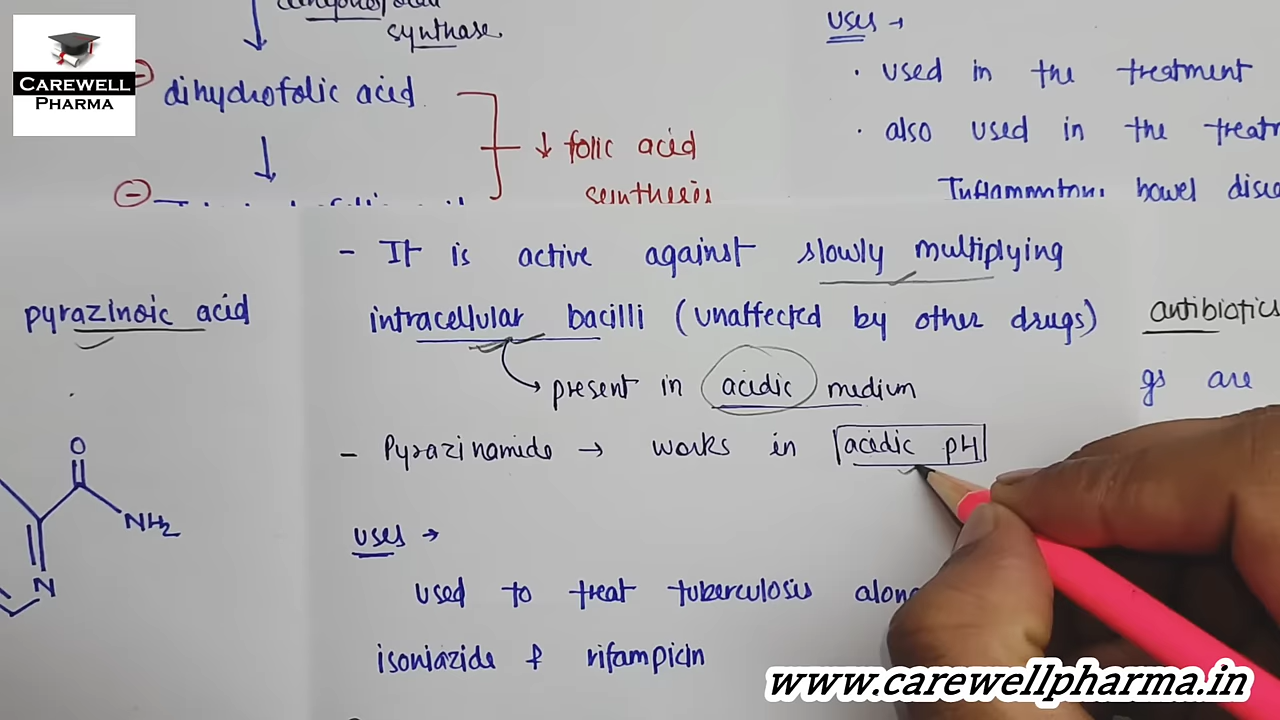 CAREWELL
PHARMA
synthase
dihydrofolic acid
↓ folic acid
uses →
. used in the treatment
. also used in the
bowel
- It is active against slowly multiplying
intracellular bacilli (unaffected by other drugs)
present in acidic medium
- Pyrazinamide → works in acidic pH
uses →
used to treat tuberculosis
isoniazide & rifampicin
pyrazinoic acid
O
NH2
N
antibiotics
gs are
www.carewellpharma.in